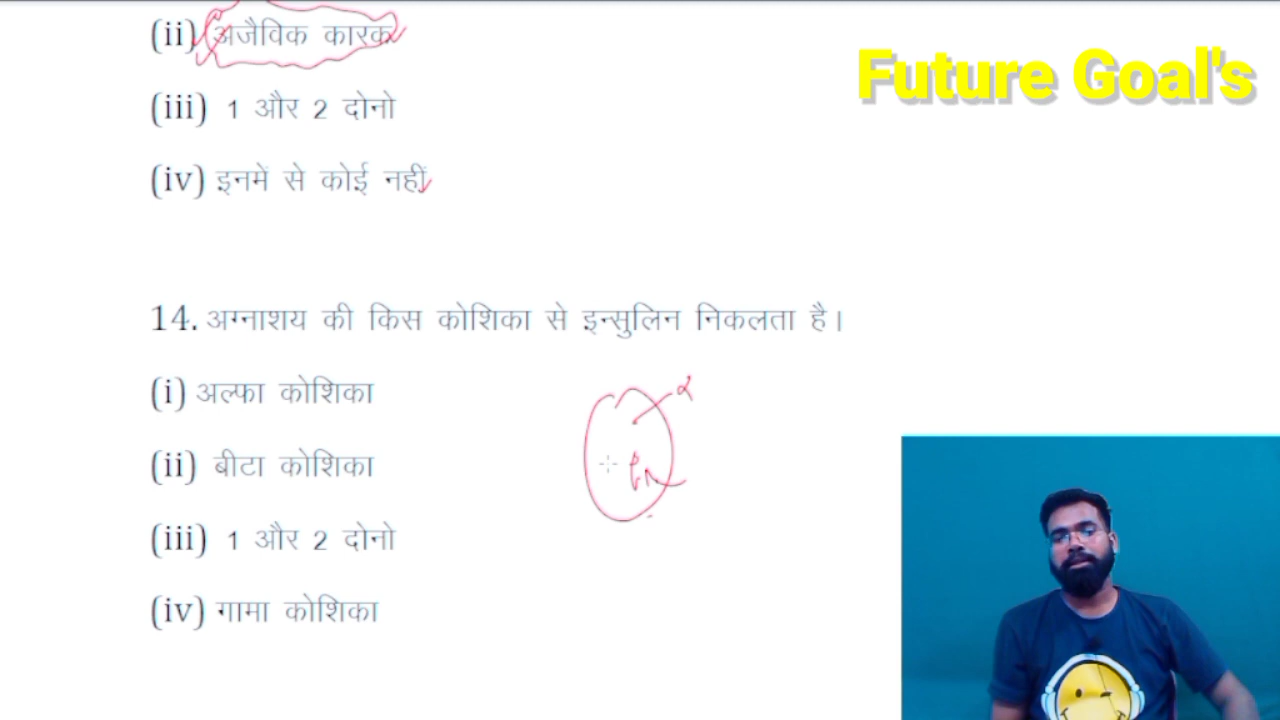 (ii) अजैविक कारक
Future Goal's
(iii) 1 और 2 दोनो
(iv) इनमें से कोई नहीं
14. अग्नाशय की किस कोशिका से इन्सुलिन निकलता है।
(i) अल्फा कोशिका
α
(ii) बीटा कोशिका
(iii) 1 और 2 दोनो
(iv) गामा कोशिका